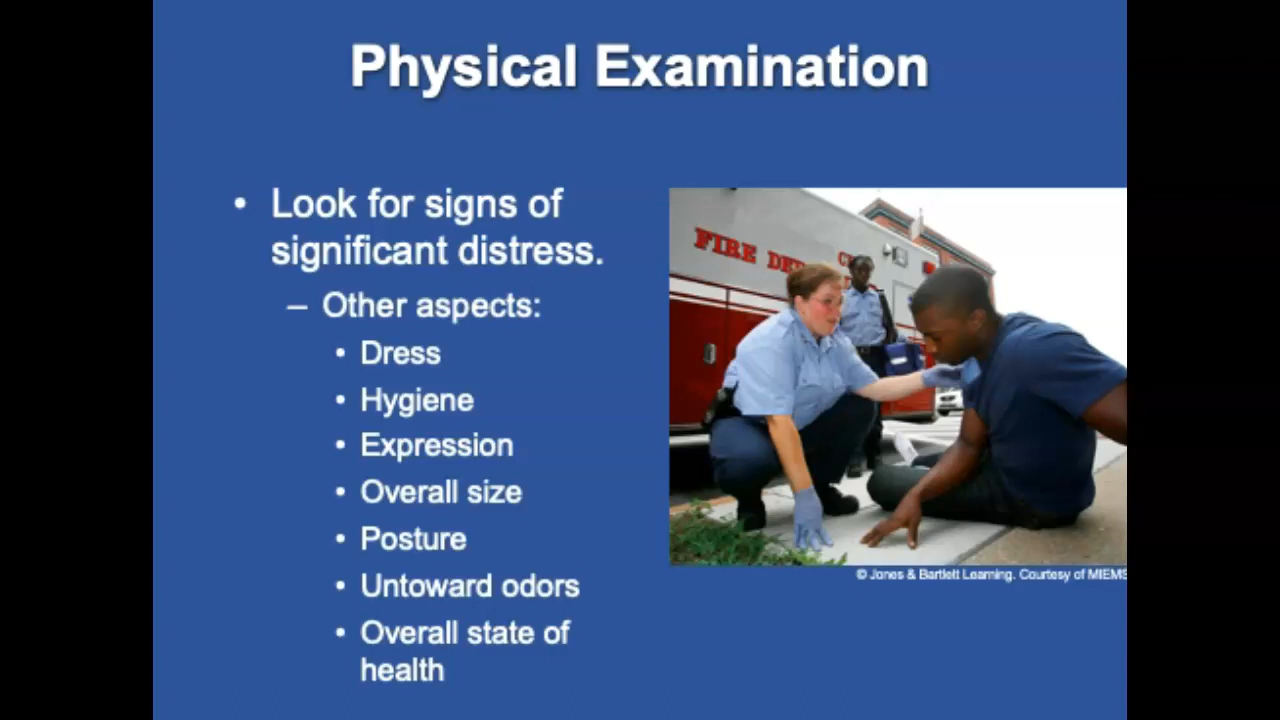 Physical Examination
• Look for signs of
significant distress.
– Other aspects:
• Dress
• Hygiene
• Expression
• Overall size
• Posture
• Untoward odors
• Overall state of
health
FIRE
© Jones & Bartlett Learning. Courtesy of MIEMS